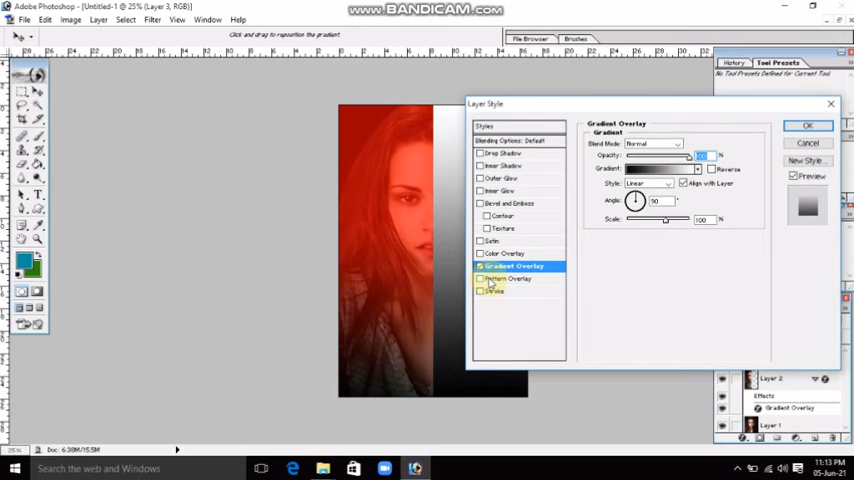 Adobe Photoshop - [Untitled-1 @ 25% (Layer 3, RGB)]
www.BANDICAM.com
File Edit Image Layer Select Filter View Window Help
Click and drag to reposition the gradient.
File Browser Brushes
History Tool Presets
No Tool Presets Defined for Current Tool
Layer Style
Styles
Blending Options: Default
Drop Shadow
Inner Shadow
Outer Glow
Inner Glow
Bevel and Emboss
Contour
Texture
Satin
Color Overlay
Gradient Overlay
Pattern Overlay
Stroke
Gradient Overlay
Gradient
Blend Mode: Normal
Opacity: 100 %
Gradient: Reverse
Style: Linear Align with Layer
Angle: 90 °
Scale: 100 %
OK
Cancel
New Style...
Preview
Layer 2
Effects
Gradient Overlay
Layer 1
25% Doc: 6.08M/15.5M
Search the web and Windows
11:13 PM
05-Jun-21